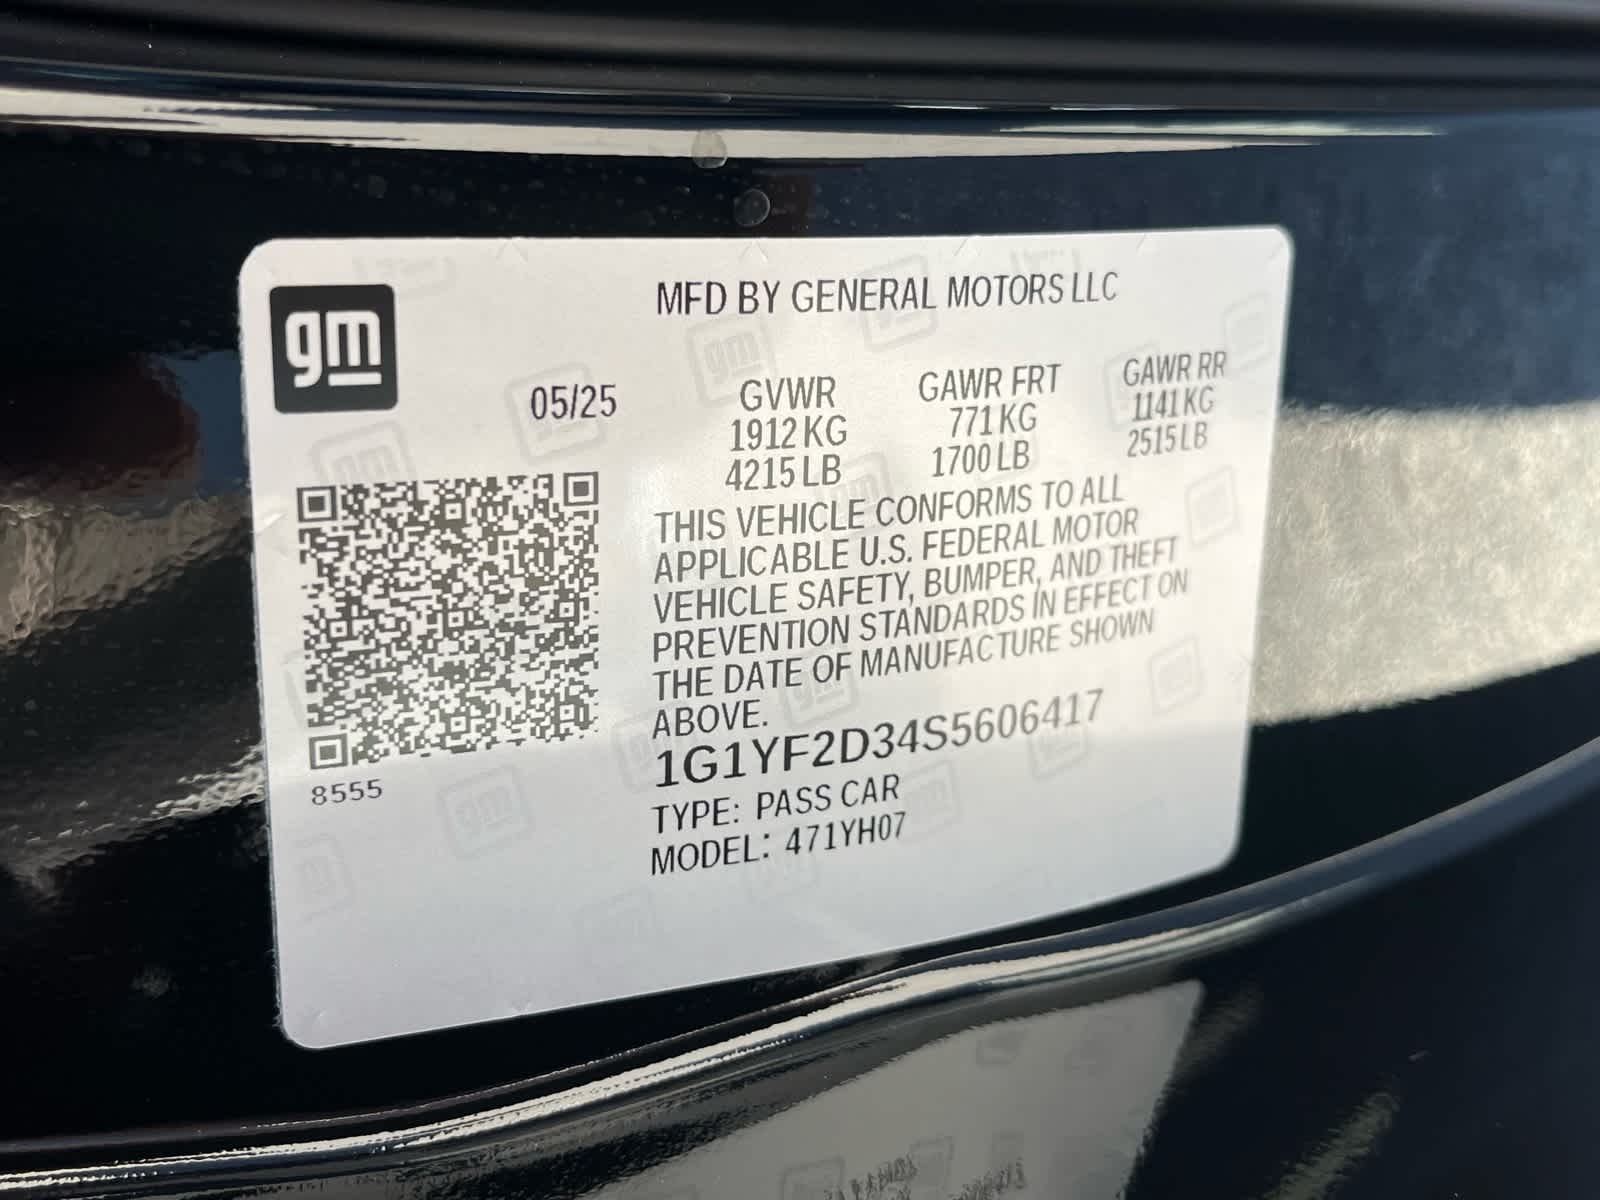 gm
MFD BY GENERAL MOTORS LLC
05/25
GVWR GAWR FRT GAWR RR
1912 KG 771 KG 1141 KG
4215 LB 1700 LB 2515 LB
THIS VEHICLE CONFORMS TO ALL
APPLICABLE U.S. FEDERAL MOTOR
VEHICLE SAFETY, BUMPER, AND THEFT
PREVENTION STANDARDS IN EFFECT ON
THE DATE OF MANUFACTURE SHOWN
ABOVE.
1G1YF2D34S5606417
8555
TYPE: PASS CAR
MODEL: 471YH07